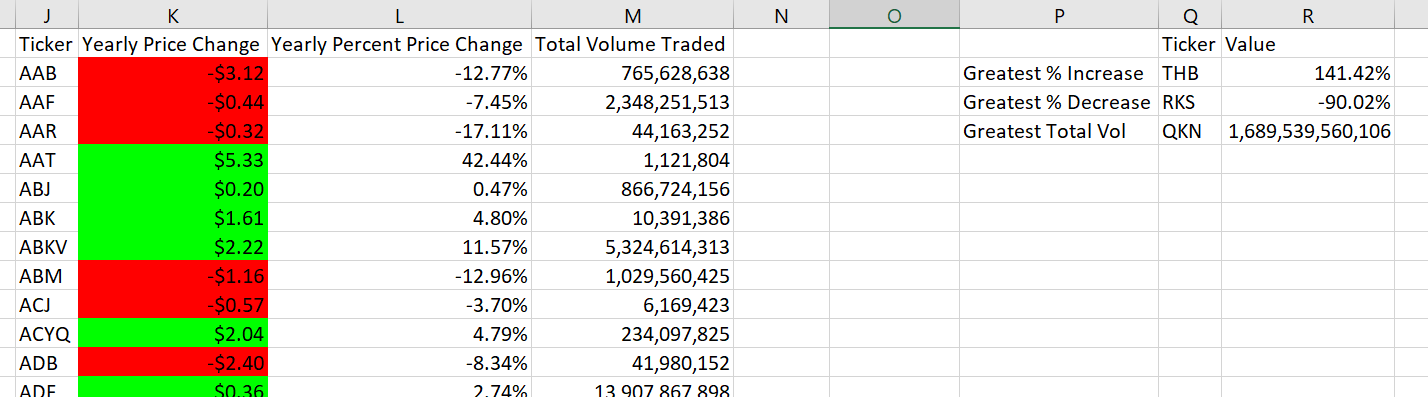 J K L M N O P Q R
Ticker Yearly Price Change Yearly Percent Price Change Total Volume Traded Ticker Value
AAB -$3.12 -12.77% 765,628,638 Greatest % Increase THB 141.42%
AAF -$0.44 -7.45% 2,348,251,513 Greatest % Decrease RKS -90.02%
AAR -$0.32 -17.11% 44,163,252 Greatest Total Vol QKN 1,689,539,560,106
AAT $5.33 42.44% 1,121,804
ABJ $0.20 0.47% 866,724,156
ABK $1.61 4.80% 10,391,386
ABKV $2.22 11.57% 5,324,614,313
ABM -$1.16 -12.96% 1,029,560,425
ACJ -$0.57 -3.70% 6,169,423
ACYQ $2.04 4.79% 234,097,825
ADB -$2.40 -8.34% 41,980,152
$0.36 2.74% 13,907,867,898